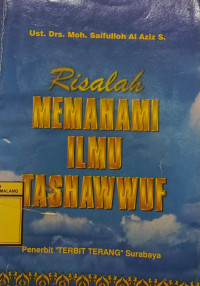 Ust. Drs. Moh. Saifulloh Al Aziz S.
Risalah
MEMAHAMI
ILMU
TASHAWWUF
MALANG
Penerbit "TERBIT TERANG" Surabaya